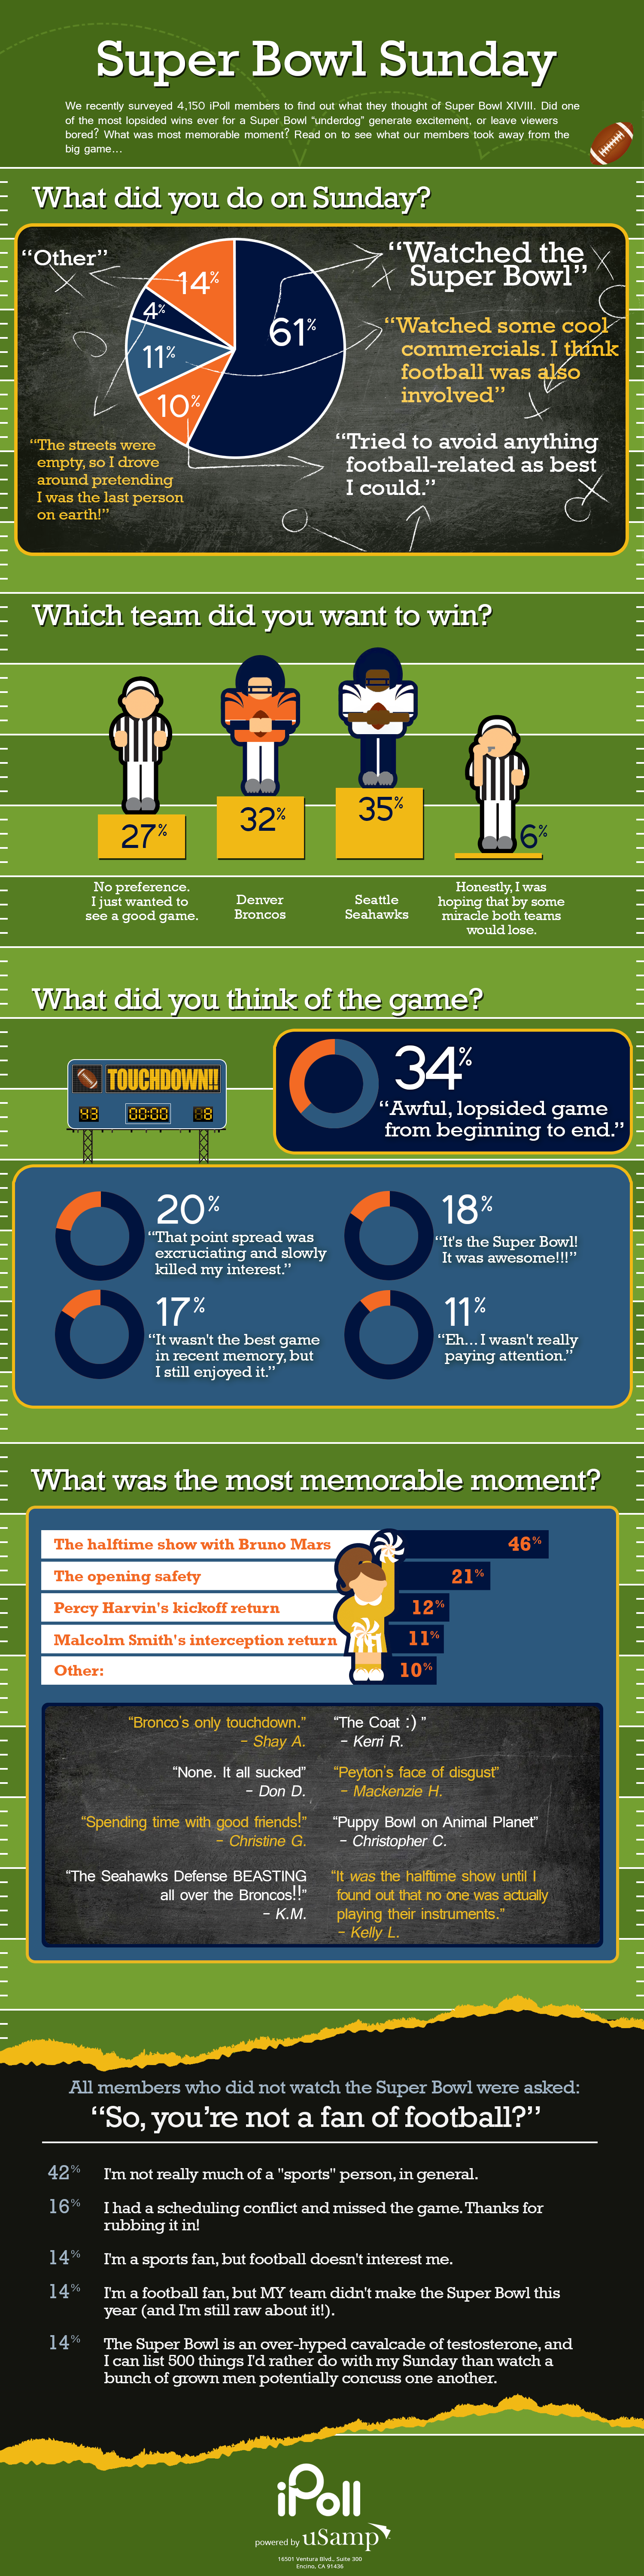 Super Bowl Sunday
We recently surveyed 4,150 iPoll members to find out what they thought of Super Bowl XIVIII. Did one
of the most lopsided wins ever for a Super Bowl “underdog” generate excitement, or leave viewers
bored? What was most memorable moment? Read on to see what our members took away from the
big game…
What did you do on Sunday?
“Other”
14%
4%
11%
10%
61%
“Watched the
Super Bowl”
“Watched some cool
commercials. I think
football was also
involved”
“Tried to avoid anything
football-related as best
I could.”
“The streets were
empty, so I drove
around pretending
I was the last person
on earth!”
Which team did you want to win?
27%
32%
35%
6%
No preference.
I just wanted to
see a good game.
Denver
Broncos
Seattle
Seahawks
Honestly, I was
hoping that by some
miracle both teams
would lose.
What did you think of the game?
TOUCHDOWN!!
43
00:00
8
34%
“Awful, lopsided game
from beginning to end.”
20%
“That point spread was
excruciating and slowly
killed my interest.”
18%
“It's the Super Bowl!
It was awesome!!!”
17%
“It wasn't the best game
in recent memory, but
I still enjoyed it.”
11%
“Eh... I wasn't really
paying attention.”
What was the most memorable moment?
The halftime show with Bruno Mars 46%
The opening safety 21%
Percy Harvin's kickoff return 12%
Malcolm Smith's interception return 11%
Other: 10%
“Bronco's only touchdown.”
– Shay A.
“The Coat :) ”
– Kerri R.
“None. It all sucked”
– Don D.
“Peyton's face of disgust”
– Mackenzie H.
“Spending time with good friends!”
– Christine G.
“Puppy Bowl on Animal Planet”
– Christopher C.
“The Seahawks Defense BEASTING
all over the Broncos!!”
– K.M.
“It was the halftime show until I
found out that no one was actually
playing their instruments.”
– Kelly L.
All members who did not watch the Super Bowl were asked:
“So, you’re not a fan of football?”
42% I'm not really much of a "sports" person, in general.
16% I had a scheduling conflict and missed the game. Thanks for
rubbing it in!
14% I'm a sports fan, but football doesn't interest me.
14% I'm a football fan, but MY team didn't make the Super Bowl this
year (and I'm still raw about it!).
14% The Super Bowl is an over-hyped cavalcade of testosterone, and
I can list 500 things I'd rather do with my Sunday than watch a
bunch of grown men potentially concuss one another.
iPoll
powered by uSamp
16501 Ventura Blvd., Suite 300
Encino, CA 91436